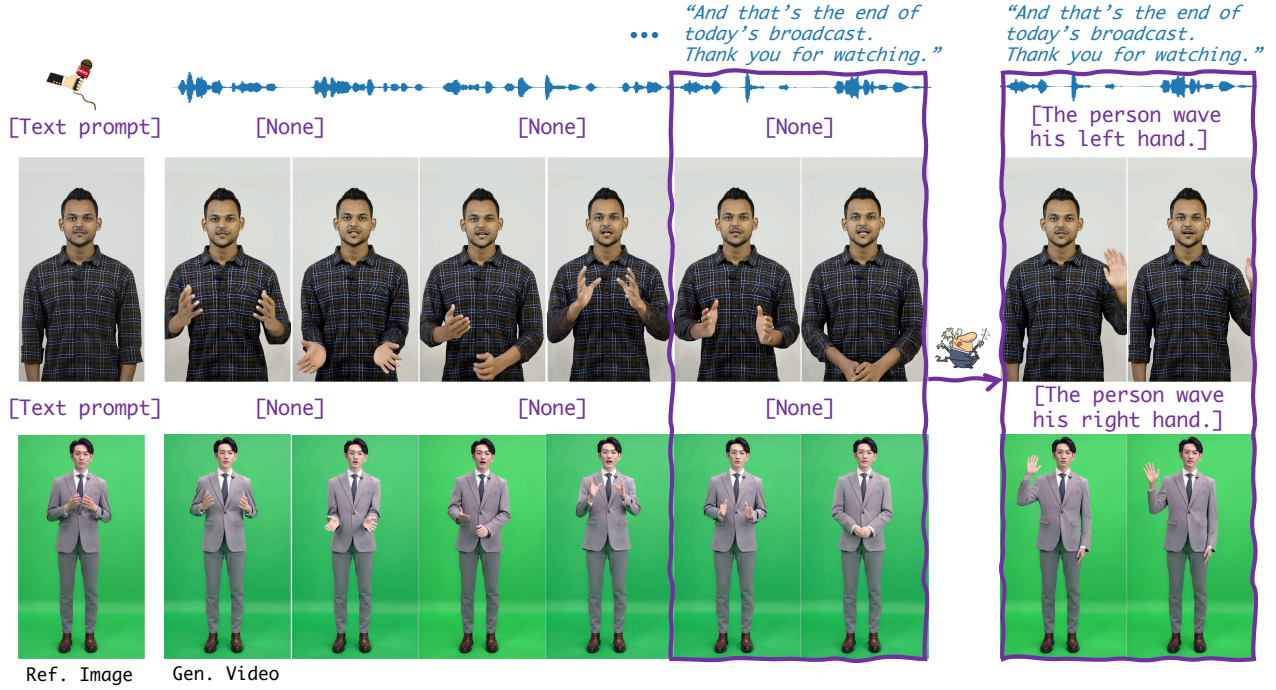 “And that’s the end of
today’s broadcast.
Thank you for watching.”
“And that’s the end of
today’s broadcast.
Thank you for watching.”
[Text prompt]
[None]
[None]
[None]
[The person wave
his left hand.]
[Text prompt]
[None]
[None]
[None]
[The person wave
his right hand.]
Ref. Image
Gen. Video